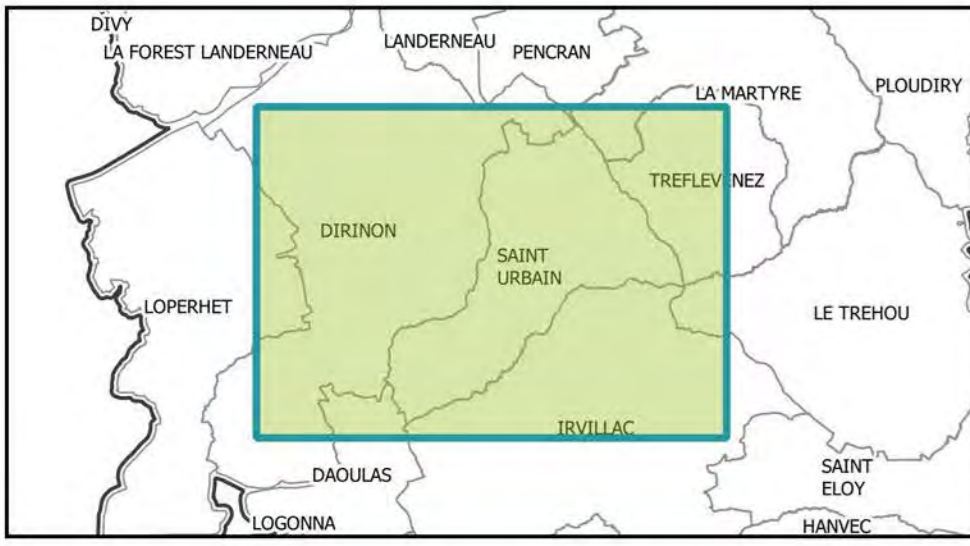 DIVY
LA FOREST LANDERNEAU
LANDERNEAU
PENCRAN
PLOUDIRY
LA MARTYRE
TREFLEVENEZ
DIRINON
SAINT
URBAIN
LOPERHET
LE TREHOU
IRVILLAC
DAOULAS
SAINT
ELOY
LOGONNA
HANVEC